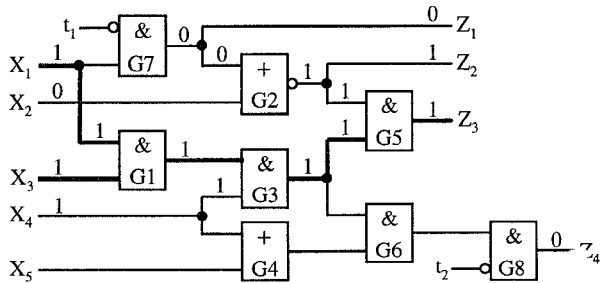 t1 & 0 Z1
X1 1 G7 0 0 + 1 1 Z2
X2 0 G2 1 & 1 Z3
1 & 1 1 G5
X3 1 G1 & 1
X4 1 1 G3
+ & & 0 Z4
X5 G4 G6 t2 G8